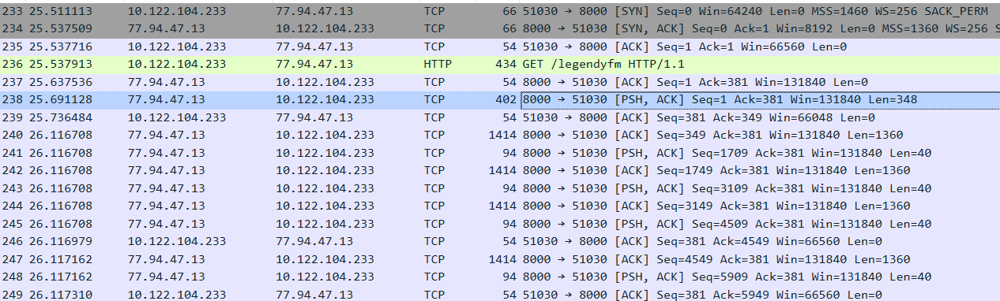 233 25.511113 10.122.104.233 77.94.47.13 TCP 66 51030 → 8000 [SYN] Seq=0 Win=64240 Len=0 MSS=1460 WS=256 SACK_PERM
234 25.537509 77.94.47.13 10.122.104.233 TCP 66 8000 → 51030 [SYN, ACK] Seq=0 Ack=1 Win=8192 Len=0 MSS=1360 WS=256 S
235 25.537716 10.122.104.233 77.94.47.13 TCP 54 51030 → 8000 [ACK] Seq=1 Ack=1 Win=66560 Len=0
236 25.537913 10.122.104.233 77.94.47.13 HTTP 434 GET /legendyfm HTTP/1.1
237 25.637536 77.94.47.13 10.122.104.233 TCP 54 8000 → 51030 [ACK] Seq=1 Ack=381 Win=131840 Len=0
238 25.691128 77.94.47.13 10.122.104.233 TCP 402 8000 → 51030 [PSH, ACK] Seq=1 Ack=381 Win=131840 Len=348
239 25.736484 10.122.104.233 77.94.47.13 TCP 54 51030 → 8000 [ACK] Seq=381 Ack=349 Win=66048 Len=0
240 26.116708 77.94.47.13 10.122.104.233 TCP 1414 8000 → 51030 [ACK] Seq=349 Ack=381 Win=131840 Len=1360
241 26.116708 77.94.47.13 10.122.104.233 TCP 94 8000 → 51030 [PSH, ACK] Seq=1709 Ack=381 Win=131840 Len=40
242 26.116708 77.94.47.13 10.122.104.233 TCP 1414 8000 → 51030 [ACK] Seq=1749 Ack=381 Win=131840 Len=1360
243 26.116708 77.94.47.13 10.122.104.233 TCP 94 8000 → 51030 [PSH, ACK] Seq=3109 Ack=381 Win=131840 Len=40
244 26.116708 77.94.47.13 10.122.104.233 TCP 1414 8000 → 51030 [ACK] Seq=3149 Ack=381 Win=131840 Len=1360
245 26.116708 77.94.47.13 10.122.104.233 TCP 94 8000 → 51030 [PSH, ACK] Seq=4509 Ack=381 Win=131840 Len=40
246 26.116979 10.122.104.233 77.94.47.13 TCP 54 51030 → 8000 [ACK] Seq=381 Ack=4549 Win=66560 Len=0
247 26.117162 77.94.47.13 10.122.104.233 TCP 1414 8000 → 51030 [ACK] Seq=4549 Ack=381 Win=131840 Len=1360
248 26.117162 77.94.47.13 10.122.104.233 TCP 94 8000 → 51030 [PSH, ACK] Seq=5909 Ack=381 Win=131840 Len=40
249 26.117310 10.122.104.233 77.94.47.13 TCP 54 51030 → 8000 [ACK] Seq=381 Ack=5949 Win=66560 Len=0